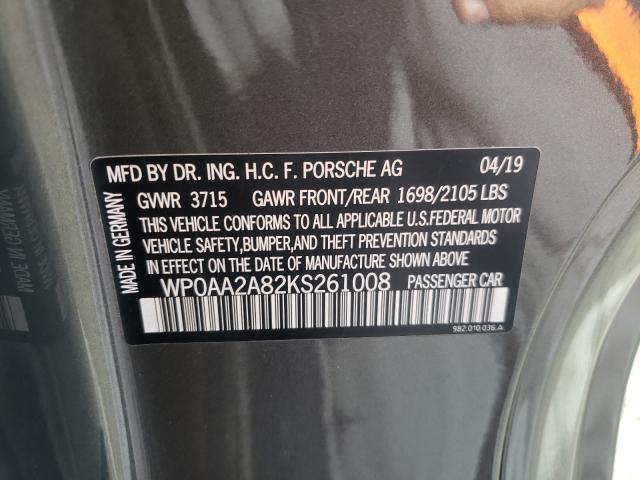 MFD BY DR. ING. H.C. F. PORSCHE AG 04/19
GVWR 3715 GAWR FRONT/REAR 1698/2105 LBS
THIS VEHICLE CONFORMS TO ALL APPLICABLE U.S.FEDERAL MOTOR
VEHICLE SAFETY,BUMPER,AND THEFT PREVENTION STANDARDS
IN EFFECT ON THE DATE OF MANUFACTURE SHOWN ABOVE
WP0AA2A82KS261008 PASSENGER CAR
982.010.036.A
MADE IN GERMANY